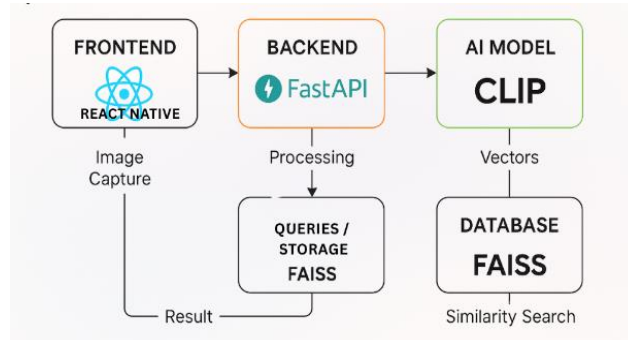 FRONTEND
REACT NATIVE
BACKEND
FastAPI
AI MODEL
CLIP
Image
Capture
Processing
Vectors
QUERIES /
STORAGE
FAISS
DATABASE
FAISS
Result
Similarity Search